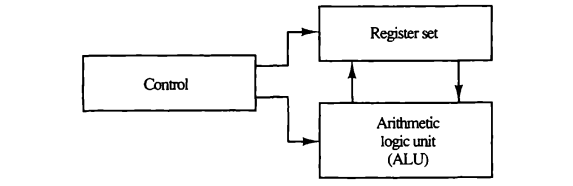 Register set
Control
Arithmetic
logic unit
(ALU)